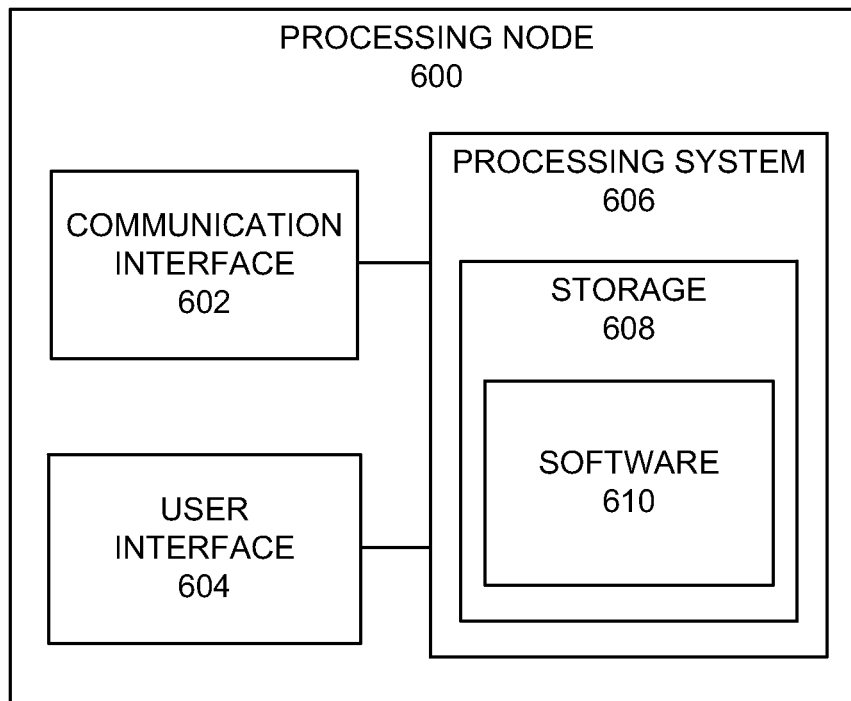 PROCESSING NODE
600
PROCESSING SYSTEM
606
COMMUNICATION
INTERFACE
602
STORAGE
608
SOFTWARE
610
USER
INTERFACE
604